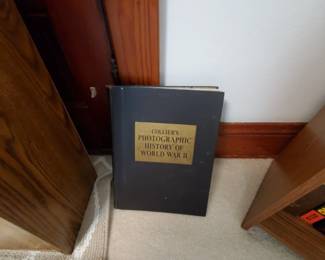 COLLIER'S
PHOTOGRAPHIC
HISTORY OF
WORLD WAR II